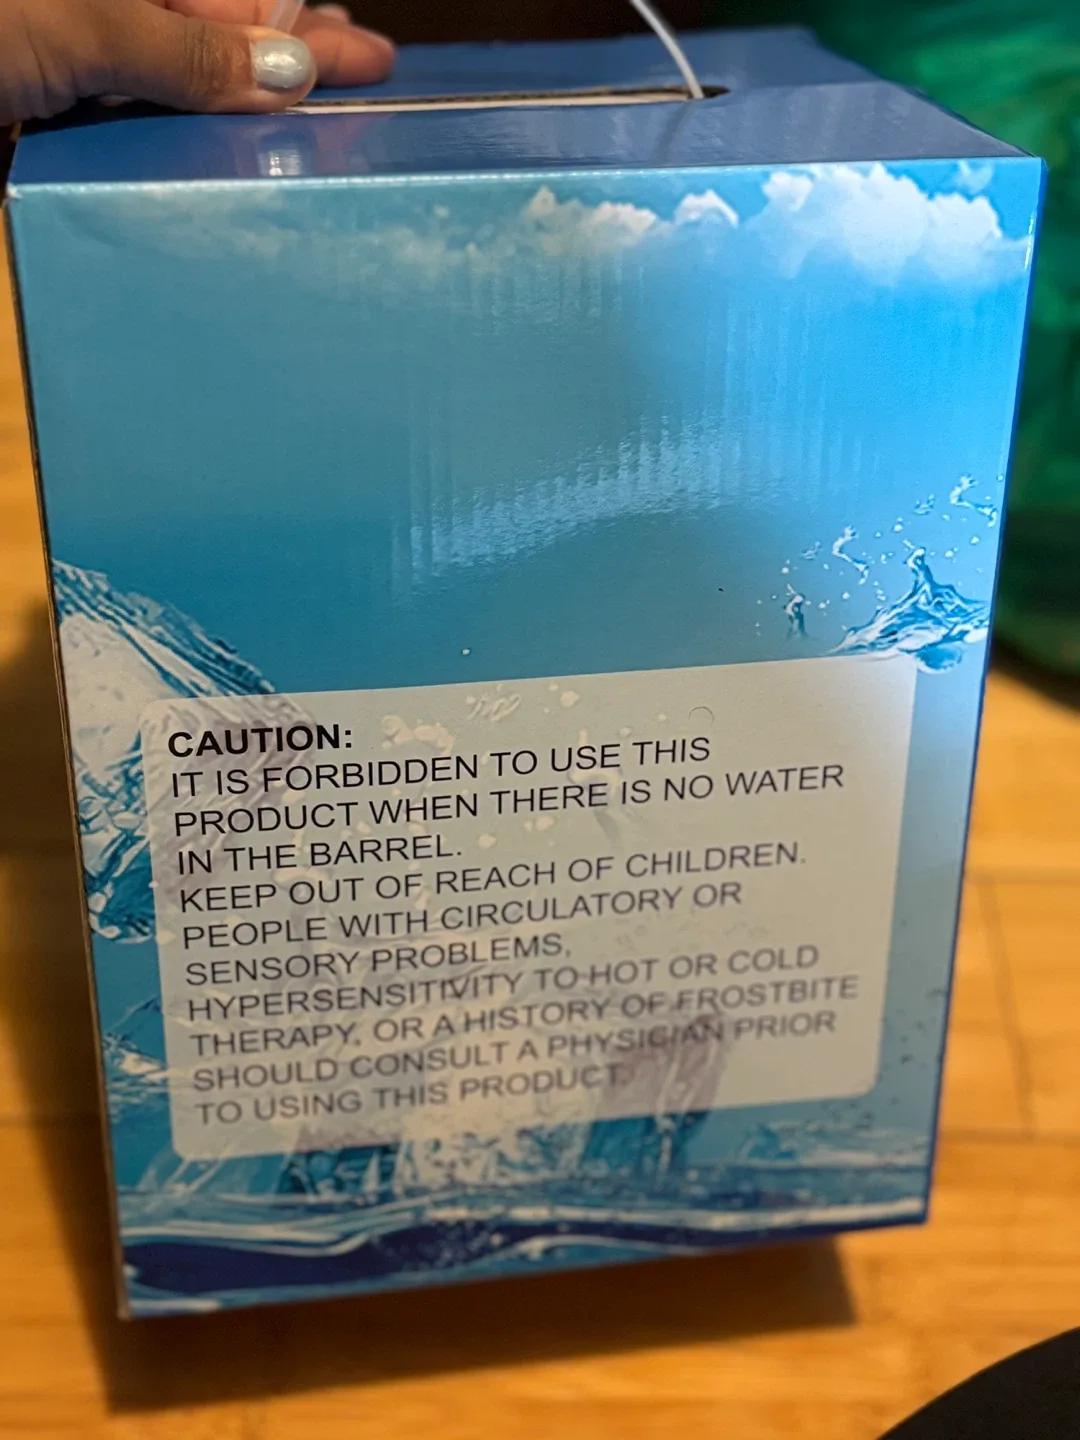 CAUTION:
IT IS FORBIDDEN TO USE THIS
PRODUCT WHEN THERE IS NO WATER
IN THE BARREL.
KEEP OUT OF REACH OF CHILDREN.
PEOPLE WITH CIRCULATORY OR
SENSORY PROBLEMS,
HYPERSENSITIVITY TO HOT OR COLD
THERAPY, OR A HISTORY OF FROSTBITE
SHOULD CONSULT A PHYSICIAN PRIOR
TO USING THIS PRODUCT.